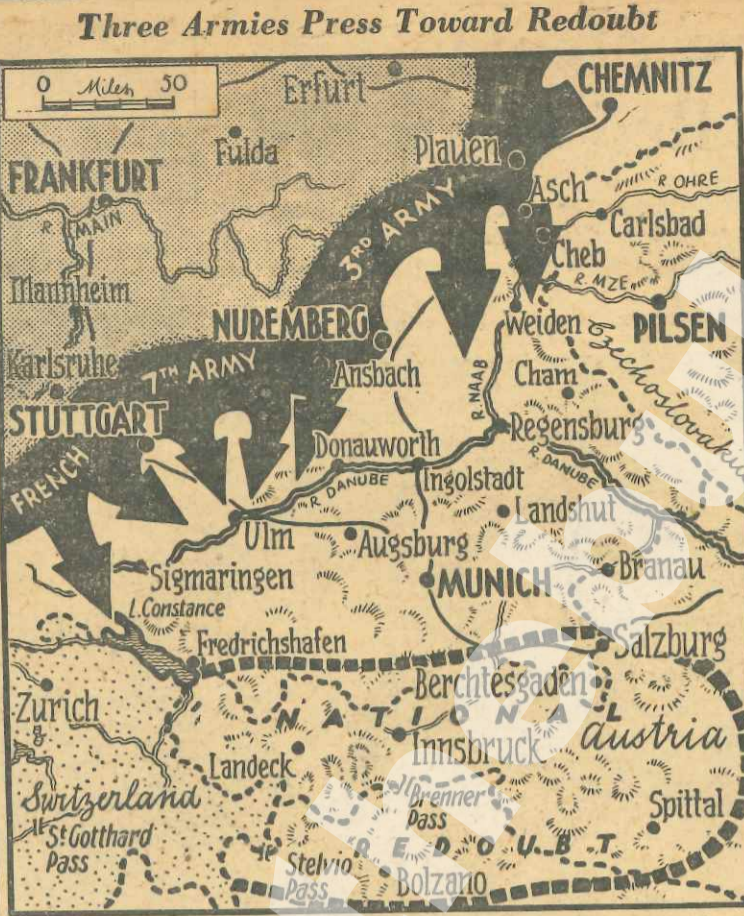 Three Armies Press Toward Redoubt
0 Miles 50
Erfurt
CHEMNITZ
Fulda
Plauen
FRANKFURT
Asch
R OHRE
R. MAIN
3RD ARMY
Carlsbad
Cheb
R. MZE
Mannheim
NUREMBERG
Weiden
PILSEN
Karlsruhe
7TH ARMY
Ansbach
Cham
Czechoslovakia
STUTTGART
R. NAAB
FRENCH
Donauworth
Regensburg
R DANUBE
Ingolstadt
R. DANUBE
Landshut
Ulm
Augsburg
Sigmaringen
MUNICH
Branau
L. Constance
Fredrichshafen
Salzburg
Zurich
Berchtesgaden
NATIONAL
Austria
Innsbruck
Landeck
Switzerland
Brenner
Pass
Spittal
St Gotthard
Pass
REDOUBT
Stelvio
Pass
Bolzano